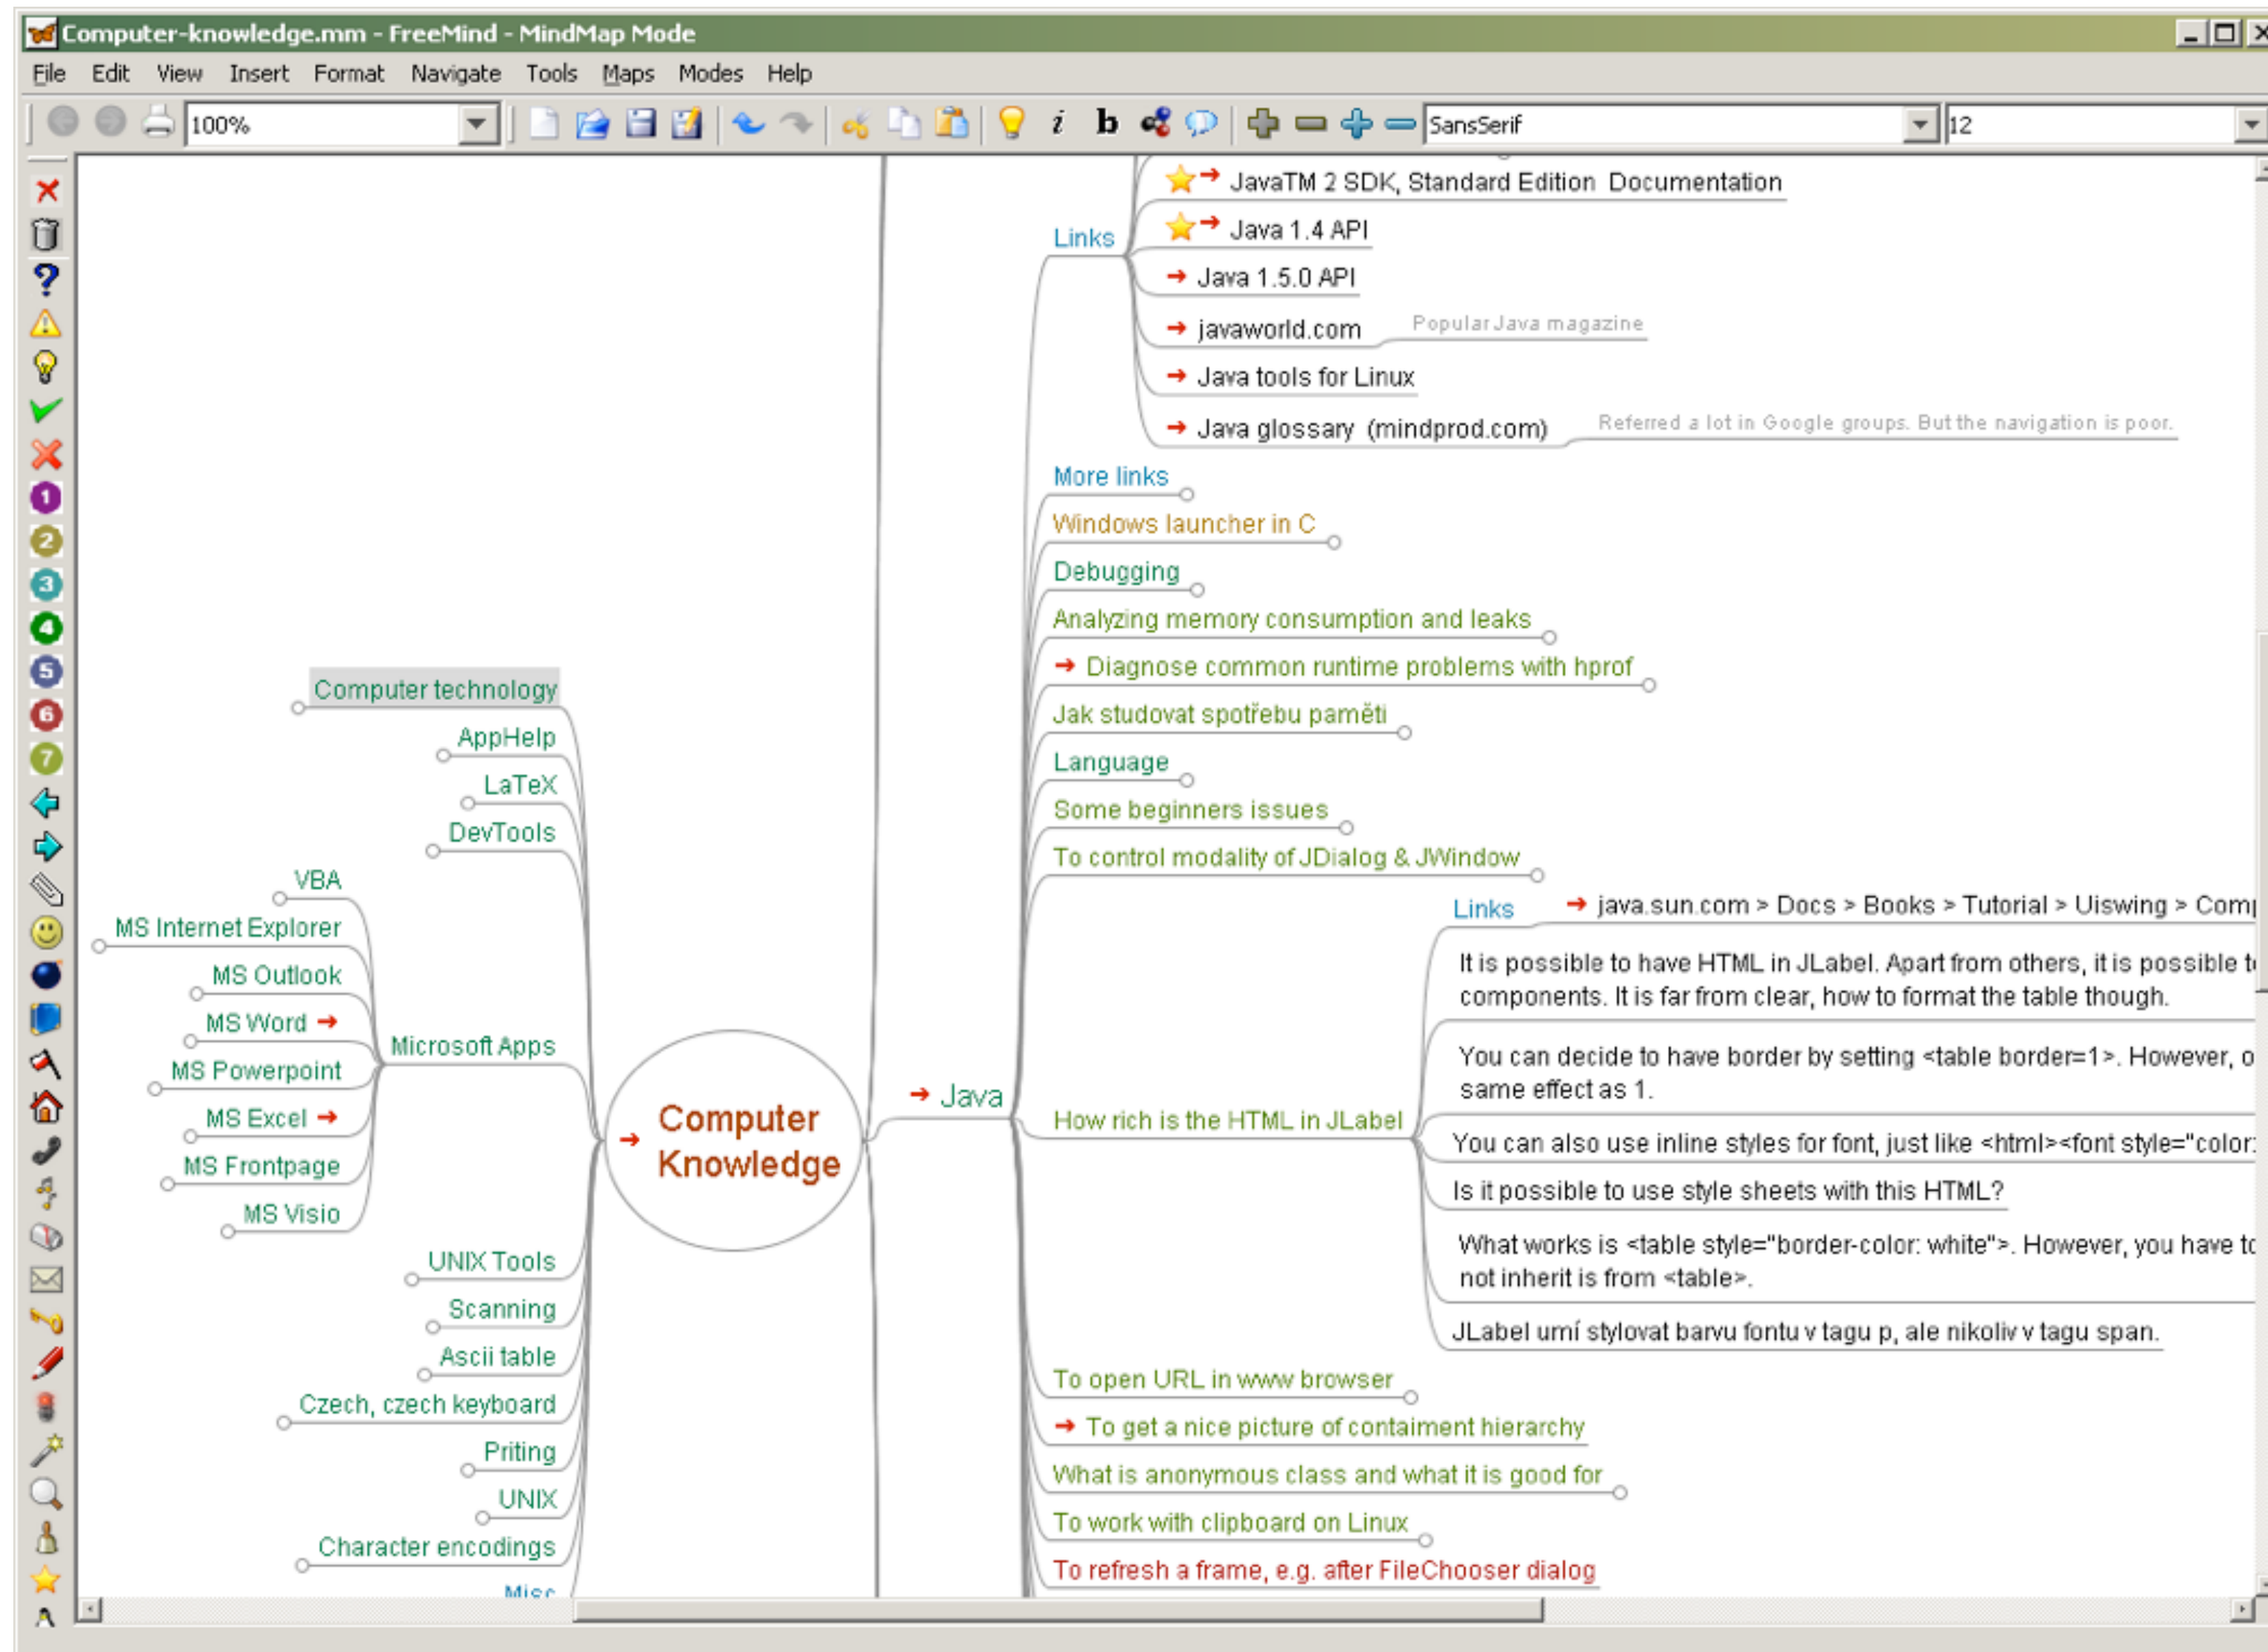 Computer-knowledge.mm - FreeMind - MindMap Mode
File Edit View Insert Format Navigate Tools Maps Modes Help
100%
i b
SansSerif
12
1
2
3
4
5
6
7
Computer technology
AppHelp
LaTeX
DevTools
VBA
MS Internet Explorer
MS Outlook
MS Word
MS Powerpoint
MS Excel
MS Frontpage
MS Visio
Microsoft Apps
UNIX Tools
Scanning
Ascii table
Czech, czech keyboard
Priting
UNIX
Character encodings
Misc
Computer
Knowledge
Java
Links
JavaTM 2 SDK, Standard Edition Documentation
Java 1.4 API
Java 1.5.0 API
javaworld.com
Popular Java magazine
Java tools for Linux
Java glossary (mindprod.com)
Referred a lot in Google groups. But the navigation is poor.
More links
Windows launcher in C
Debugging
Analyzing memory consumption and leaks
Diagnose common runtime problems with hprof
Jak studovat spotřebu paměti
Language
Some beginners issues
To control modality of JDialog & JWindow
How rich is the HTML in JLabel
Links
java.sun.com > Docs > Books > Tutorial > Uiswing >
It is possible to have HTML in JLabel. Apart from others, it is possible
components. It is far from clear, how to format the table though.
You can decide to have border by setting <table border=1>. However,
same effect as 1.
You can also use inline styles for font, just like <html><font style="color:
Is it possible to use style sheets with this HTML?
What works is <table style="border-color: white">. However, you have to
not inherit is from <table>.
JLabel umí stylovat barvu fontu v tagu p, ale nikoliv v tagu span.
To open URL in www browser
To get a nice picture of contaiment hierarchy
What is anonymous class and what it is good for
To work with clipboard on Linux
To refresh a frame, e.g. after FileChooser dialog